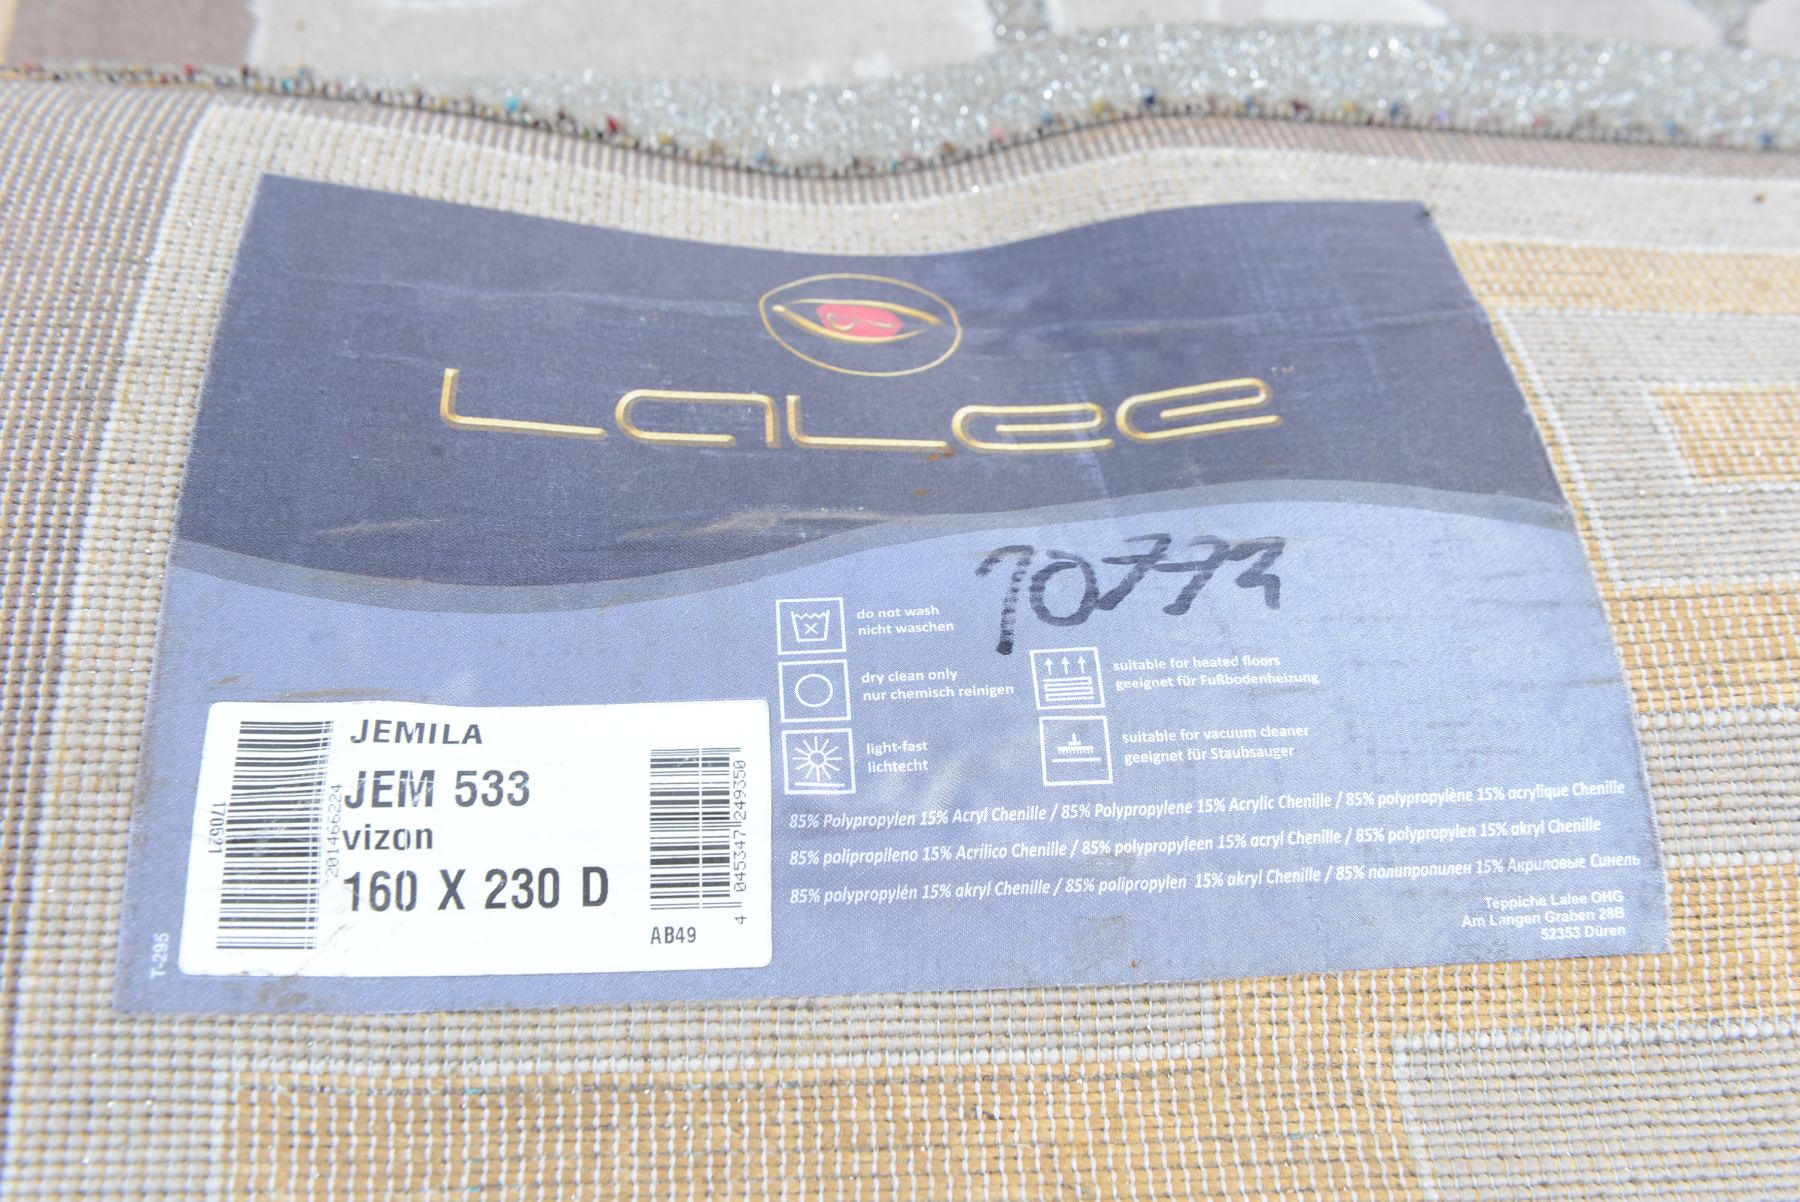 LaLee™
10773
do not wash
nicht waschen
dry clean only
nur chemisch reinigen
light-fast
lichtecht
suitable for heated floors
geeignet für Fußbodenheizung
suitable for vacuum cleaner
geeignet für Staubsauger
JEMILA
JEM 533
vizon
160 X 230 D
170521
201466224
4 045347 249350
AB49
T-295
85% Polypropylen 15% Acryl Chenille / 85% Polypropylene 15% Acrylic Chenille / 85% polypropylène 15% acrylique Chenille
85% polipropileno 15% Acrilico Chenille / 85% polypropyleen 15% acryl Chenille / 85% polypropylen 15% akryl Chenille
85% polypropylén 15% akryl Chenille / 85% polipropylen 15% akryl Chenille / 85% полипропилен 15% Акриловые Синель
Teppiche Lalee OHG
Am Langen Graben 28B
52353 Düren